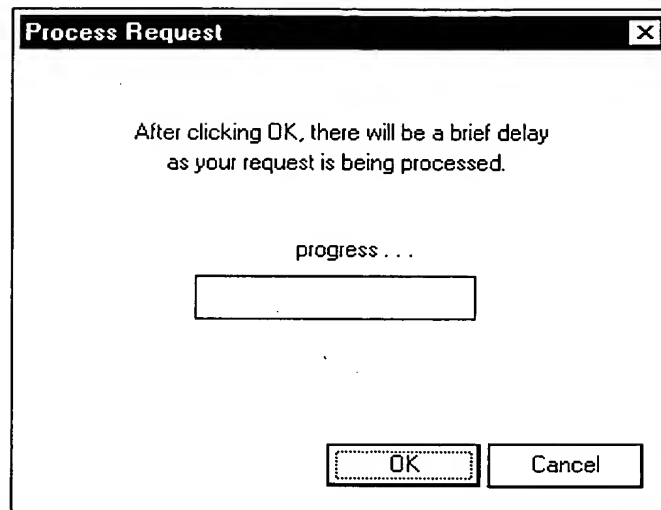 Process Request
After clicking OK, there will be a brief delay
as your request is being processed.
progress . . .
OK
Cancel